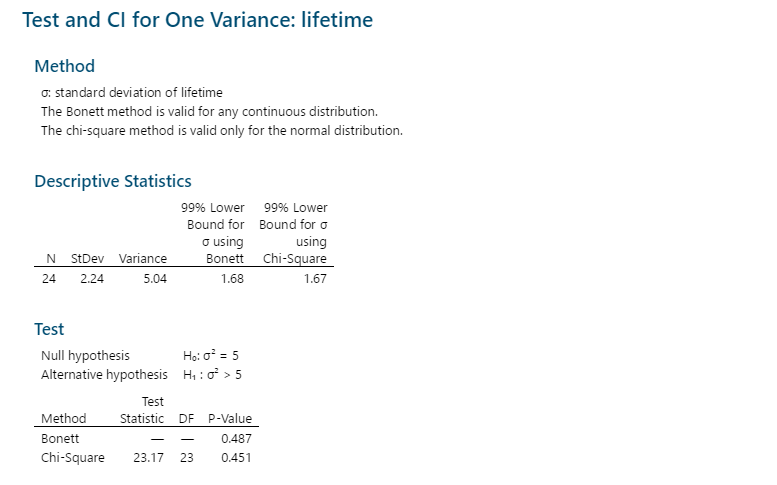 Test and CI for One Variance: lifetime
Method
σ: standard deviation of lifetime
The Bonett method is valid for any continuous distribution.
The chi-square method is valid only for the normal distribution.
Descriptive Statistics
99% Lower 99% Lower
Bound for Bound for σ
σ using using
N StDev Variance Bonett Chi-Square
24 2.24 5.04 1.68 1.67
Test
Null hypothesis H₀: σ² = 5
Alternative hypothesis H₁ : σ² > 5
Test
Method Statistic DF P-Value
Bonett — — 0.487
Chi-Square 23.17 23 0.451